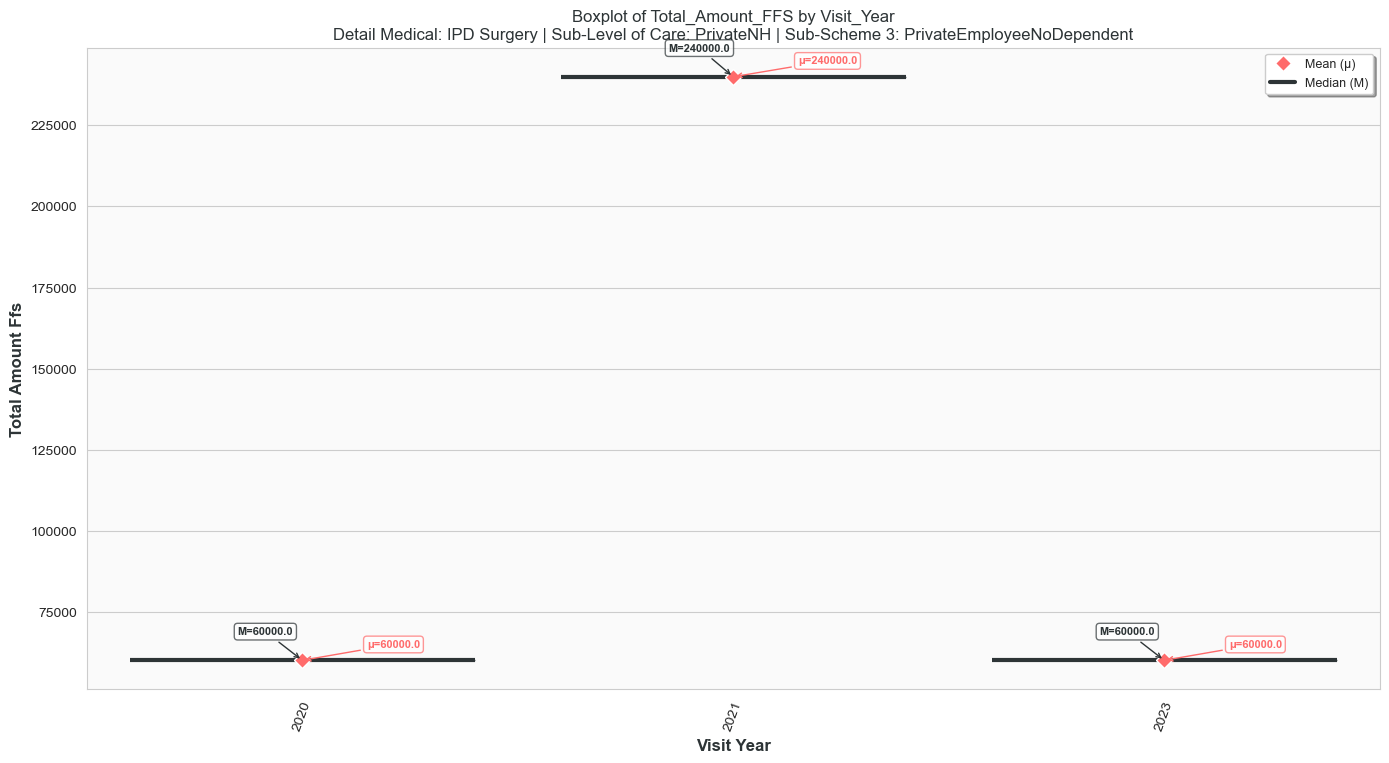 Boxplot of Total_Amount_FFS by Visit_Year
Detail Medical: IPD Surgery | Sub-Level of Care: PrivateNH | Sub-Scheme 3: PrivateEmployeeNoDependent
M=240000.0
μ=240000.0
Mean (μ)
Median (M)
225000
200000
175000
150000
125000
100000
75000
Total Amount Ffs
M=60000.0
μ=60000.0
M=60000.0
μ=60000.0
2020
2021
2023
Visit Year